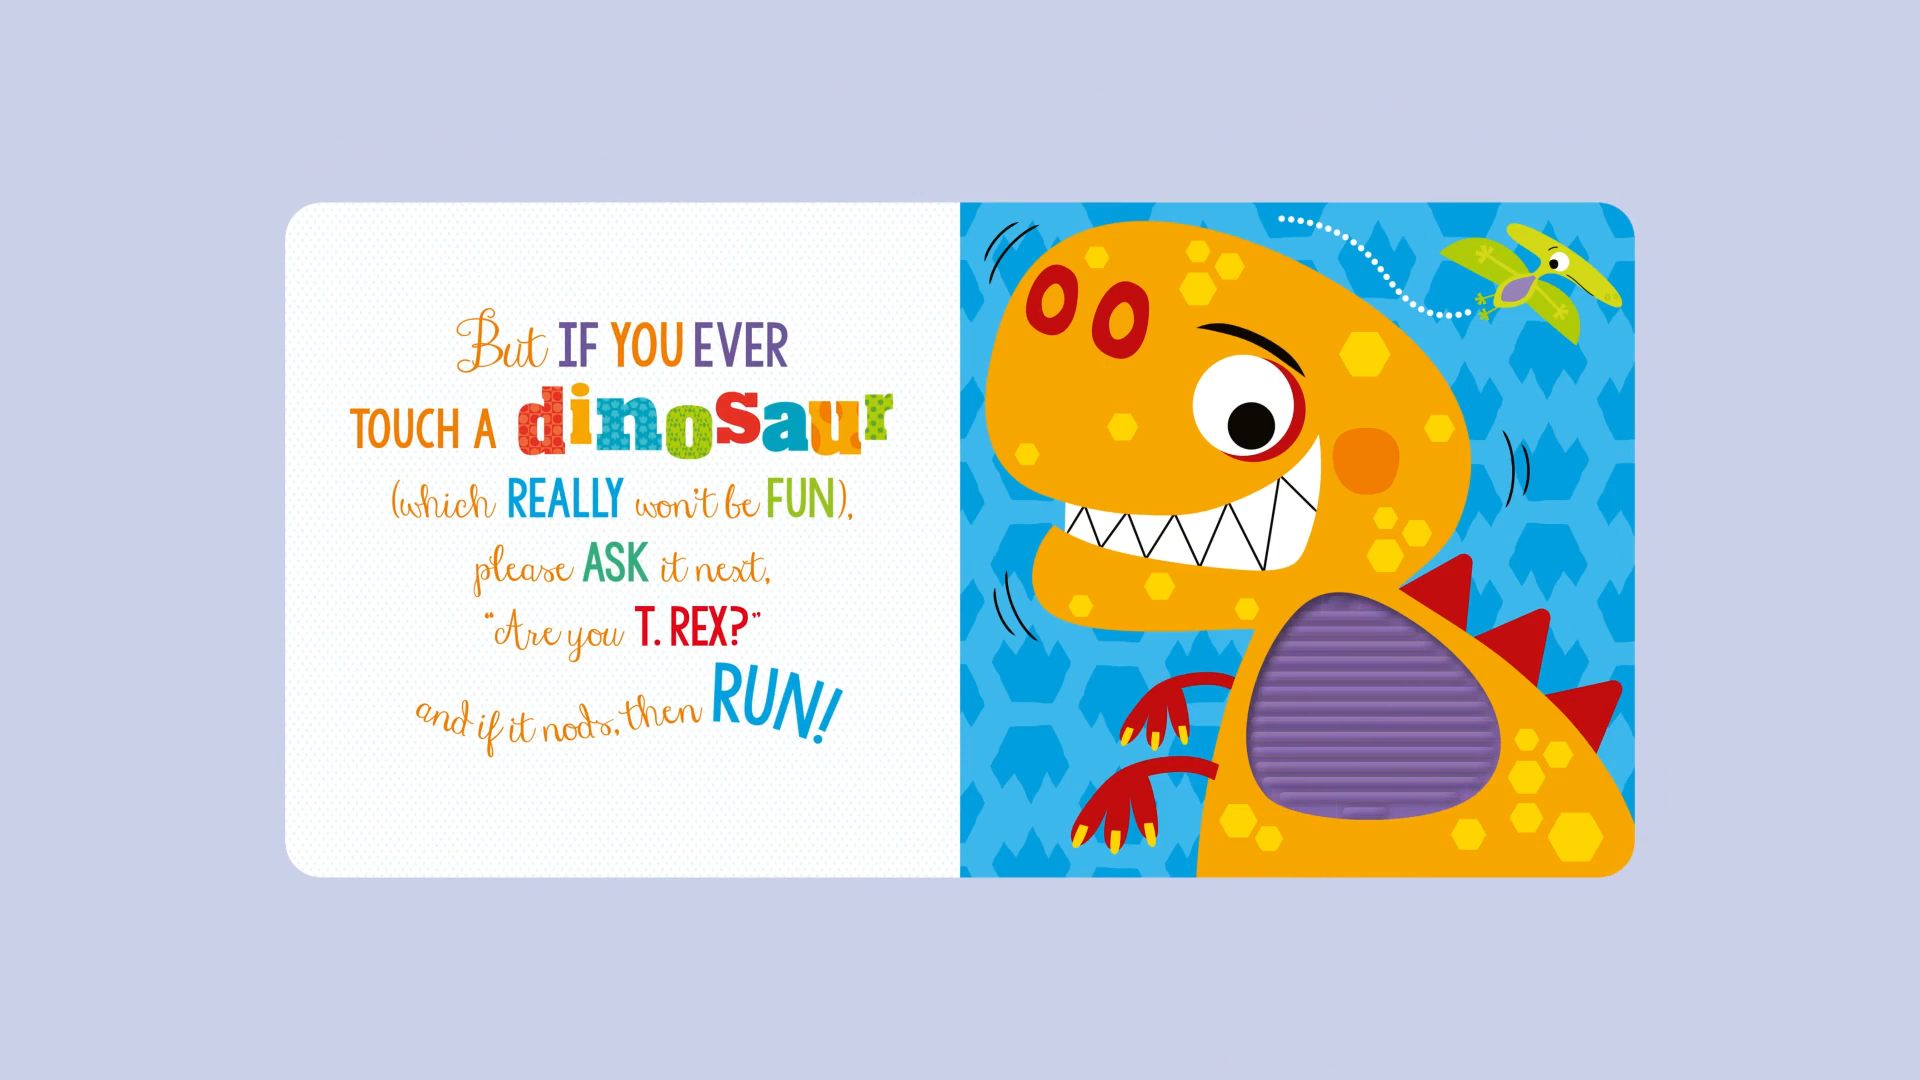 But IF YOU EVER
TOUCH A dinosaur
(which REALLY won't be FUN),
please ASK it next,
“Are you T. REX?”
and if it nods, then RUN!